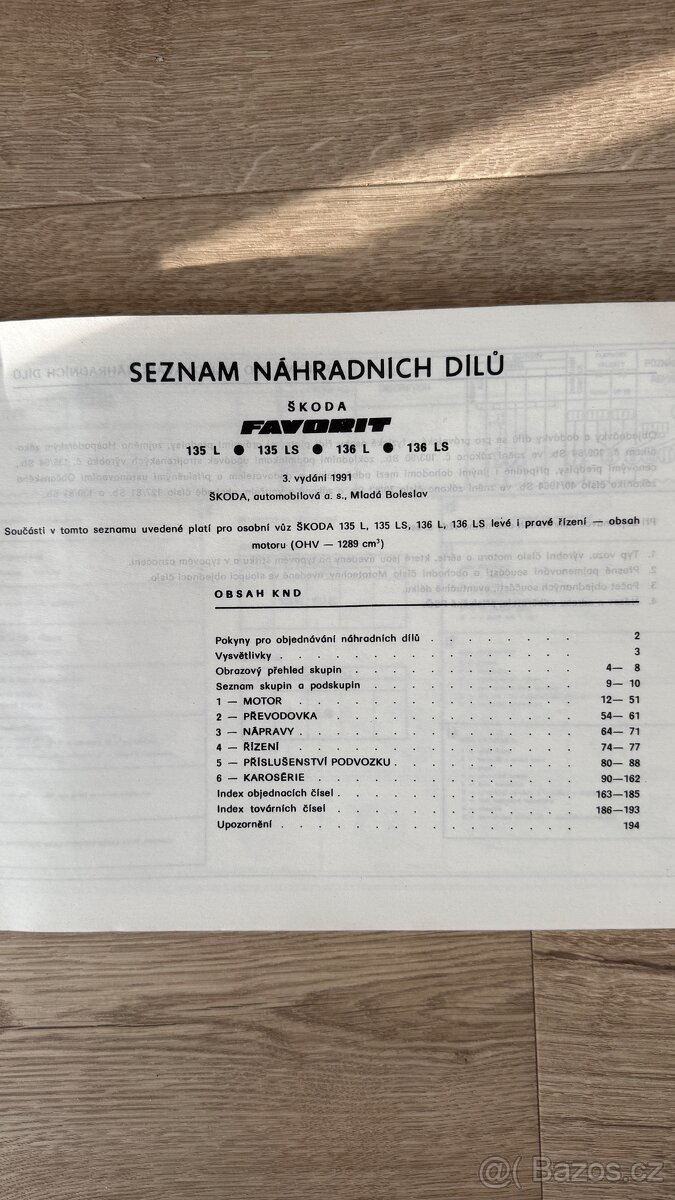 SEZNAM NÁHRADNÍCH DÍLŮ
ŠKODA
FAVORIT
135 L ● 135 LS ● 136 L ● 136 LS
3. vydání 1991
ŠKODA, automobilová a. s., Mladá Boleslav
Součásti v tomto seznamu uvedené platí pro osobní vůz ŠKODA 135 L, 135 LS, 136 L, 136 LS levé i pravé řízení — obsah
motoru (OHV — 1289 cm³)
OBSAH KND
Pokyny pro objednávání náhradních dílů . . . . . . . 2
Vysvětlivky . . . . . . . . . . . . . 3
Obrazový přehled skupin . . . . . . . . . . 4— 8
Seznam skupin a podskupin . . . . . . . . . 9— 10
1 — MOTOR . . . . . . . . . . . . 12— 51
2 — PŘEVODOVKA . . . . . . . . . . . 54— 61
3 — NÁPRAVY . . . . . . . . . . . . 64— 71
4 — ŘÍZENÍ . . . . . . . . . . . . . 74— 77
5 — PŘÍSLUŠENSTVÍ PODVOZKU . . . . . . . . 80— 88
6 — KAROSÉRIE . . . . . . . . . . . . 90—162
Index objednacích čísel . . . . . . . . . . . 163—185
Index továrních čísel . . . . . . . . . . . 186—193
Upozornění . . . . . . . . . . . . . 194
@( Bazos.cz